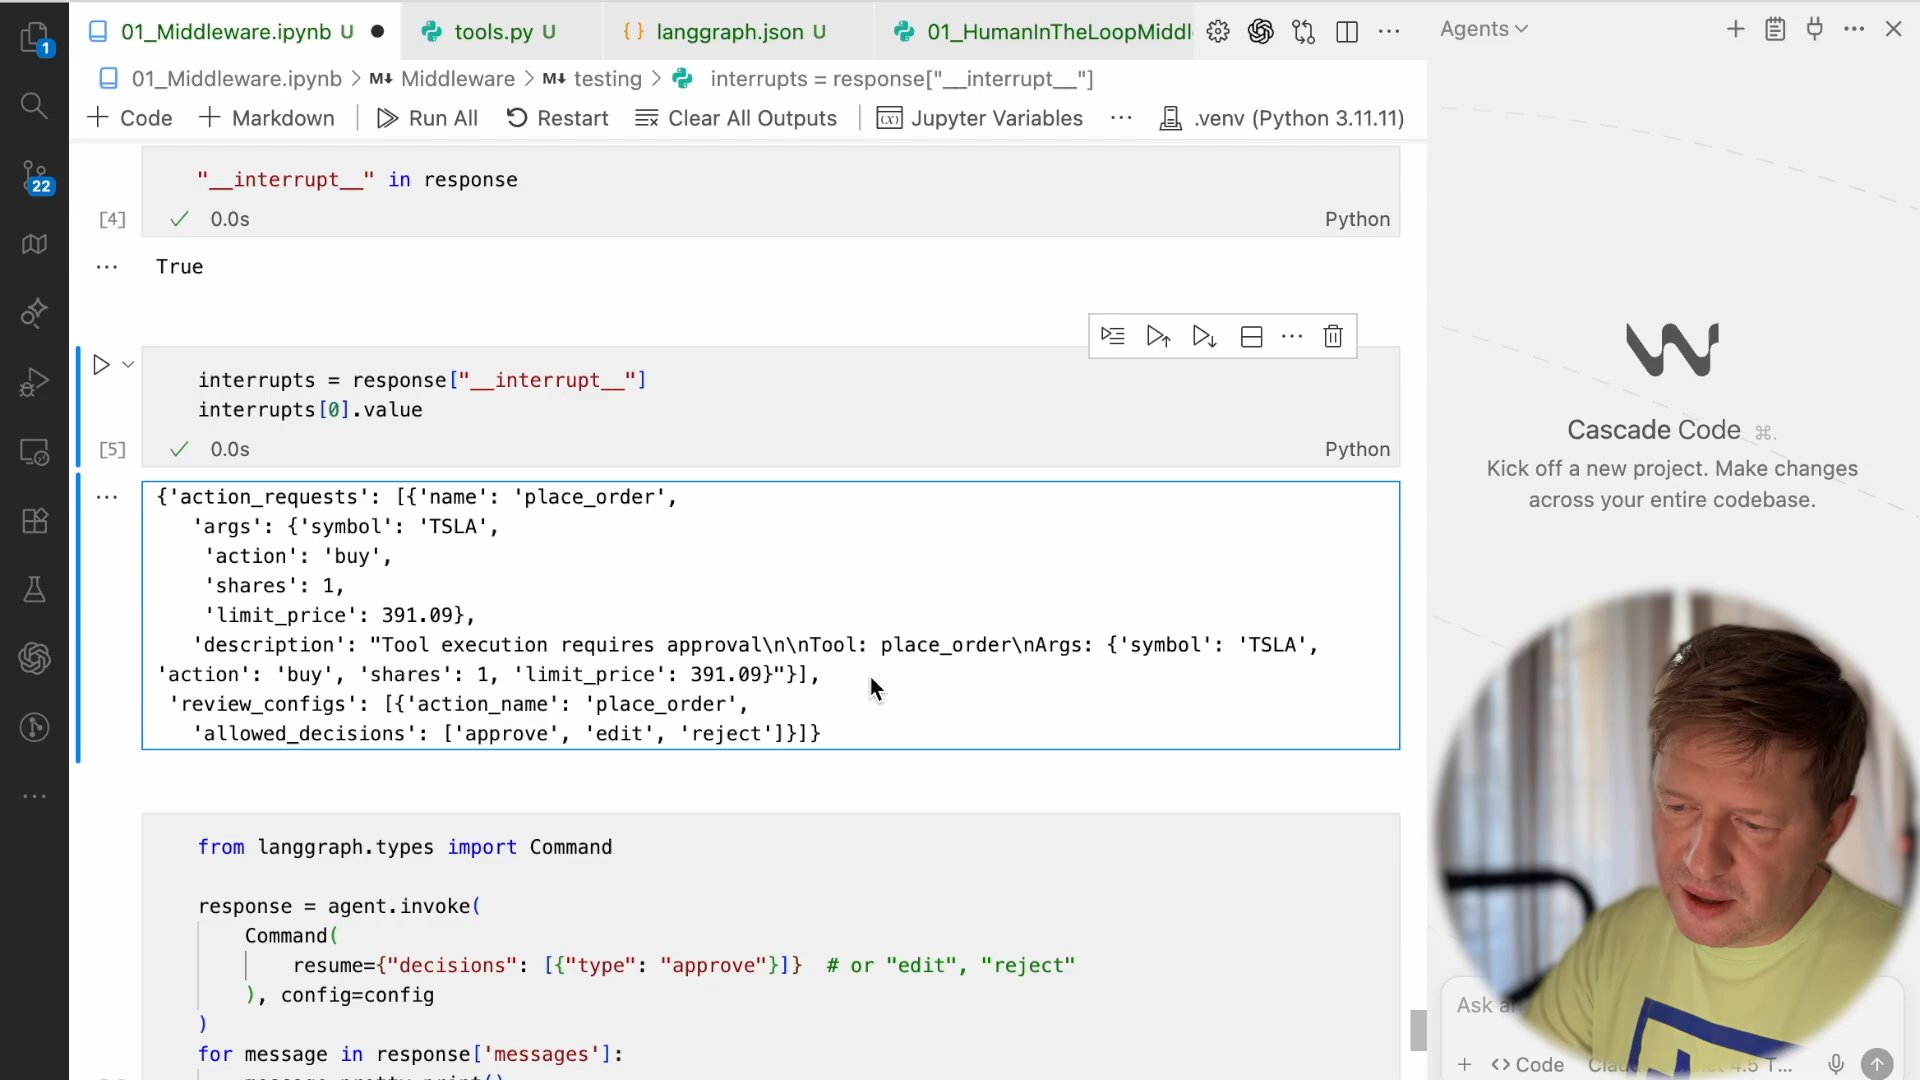 01_Middleware.ipynb U
tools.py U
{ } langgraph.json U
01_HumanInTheLoopMiddl
Agents
1
22
01_Middleware.ipynb > M↓ Middleware > M↓ testing > interrupts = response["__interrupt__"]
+ Code + Markdown Run All Restart Clear All Outputs Jupyter Variables ... .venv (Python 3.11.11)
"__interrupt__" in response
[4] 0.0s Python
True
interrupts = response["__interrupt__"]
interrupts[0].value
[5] 0.0s Python
{'action_requests': [{'name': 'place_order',
'args': {'symbol': 'TSLA',
'action': 'buy',
'shares': 1,
'limit_price': 391.09},
'description': "Tool execution requires approval\n\nTool: place_order\nArgs: {'symbol': 'TSLA',
'action': 'buy', 'shares': 1, 'limit_price': 391.09}"}],
'review_configs': [{'action_name': 'place_order',
'allowed_decisions': ['approve', 'edit', 'reject']}]}
from langgraph.types import Command
response = agent.invoke(
Command(
resume={"decisions": [{"type": "approve"}]} # or "edit", "reject"
), config=config
)
for message in response['messages']:
Cascade Code ⌘.
Kick off a new project. Make changes
across your entire codebase.
Ask
+ <> Code 4.5 T...